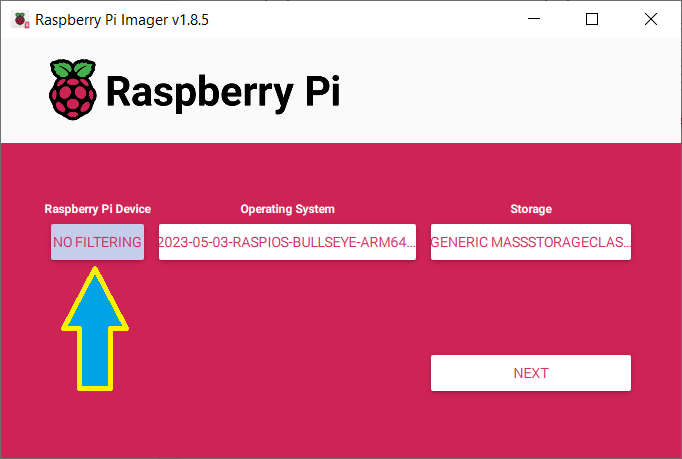 Raspberry Pi Imager v1.8.5
Raspberry Pi
Raspberry Pi Device
Operating System
Storage
NO FILTERING
2023-05-03-RASPIOS-BULLSEYE-ARM64...
GENERIC MASSSTORAGECLAS...
NEXT